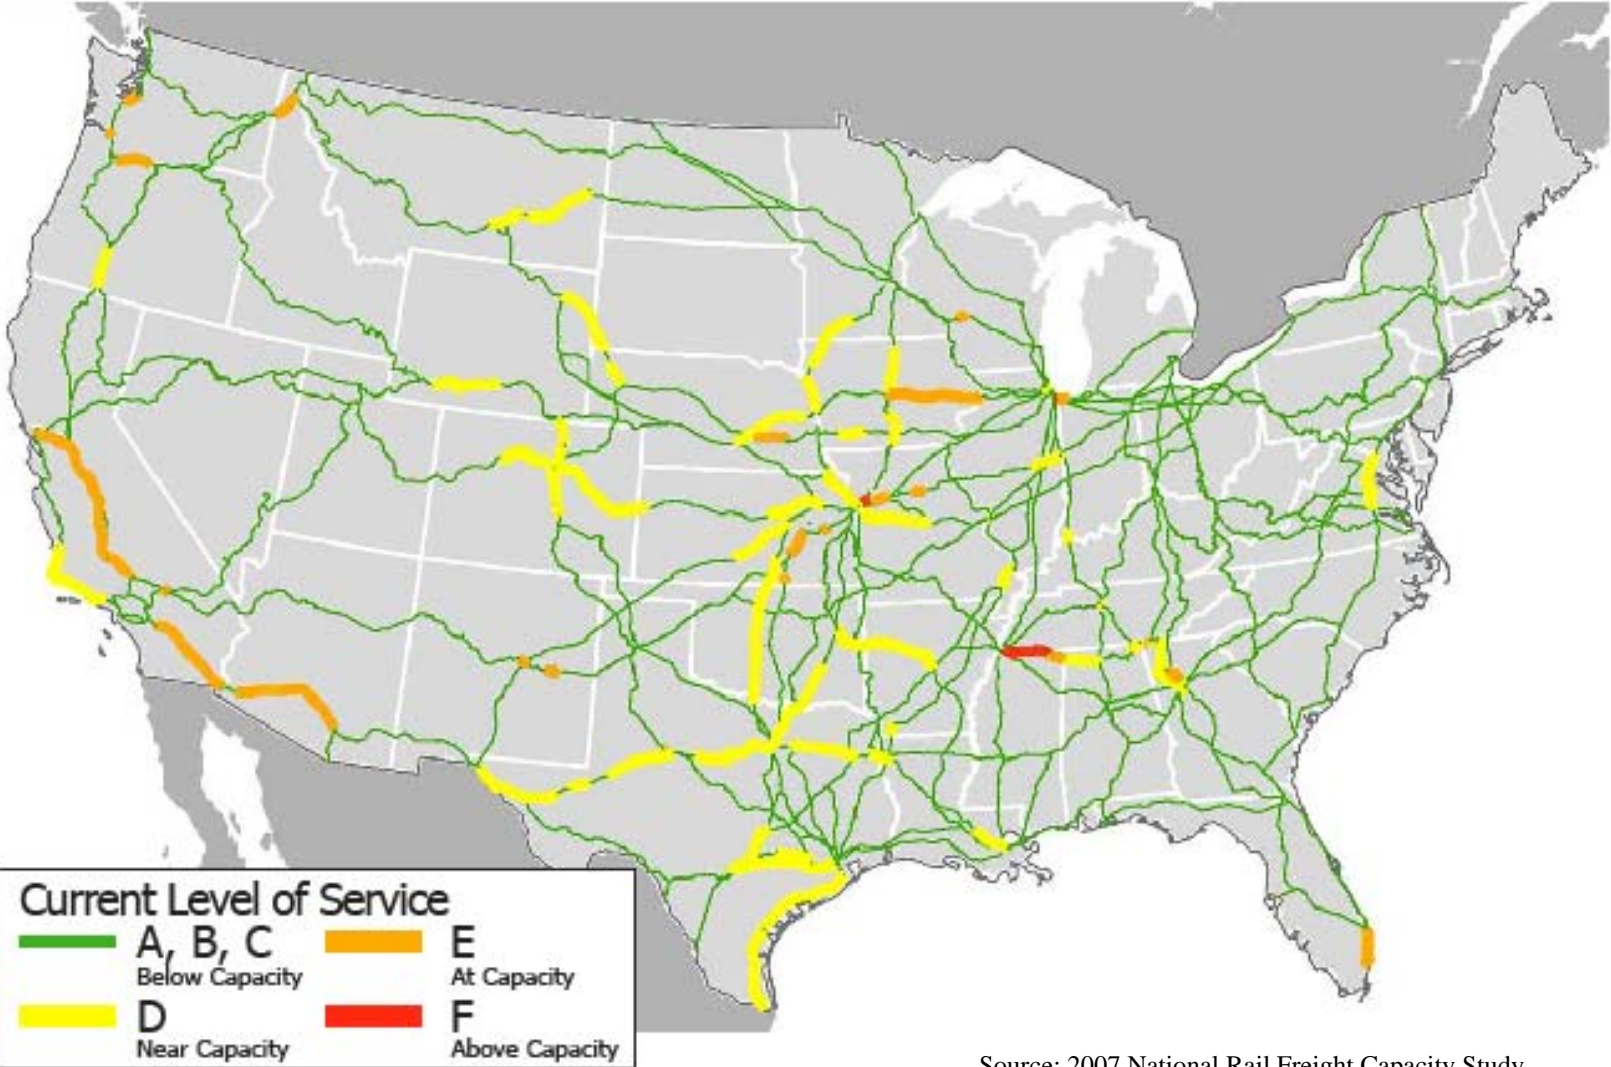 Current Level of Service
A, B, C
Below Capacity
E
At Capacity
D
Near Capacity
F
Above Capacity
Source: 2007 National Rail Freight Capacity Study